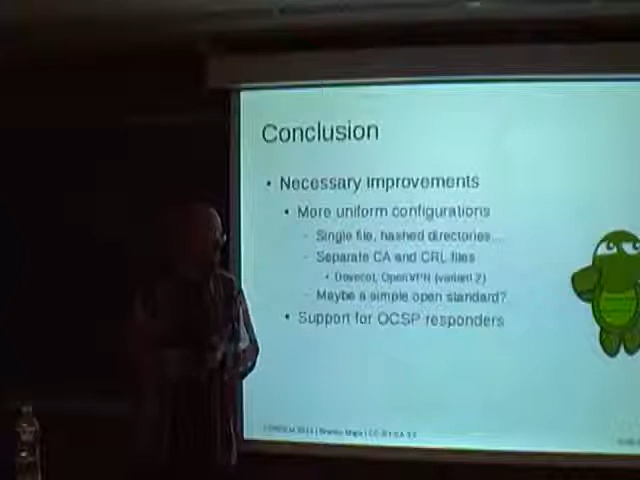 Conclusion
• Necessary Improvements
• More uniform configurations
– Single file, hashed directories...
– Separate CA and CRL files
• Dovecot, OpenVPN (variant 2)
– Maybe a simple open standard?
• Support for OCSP responders